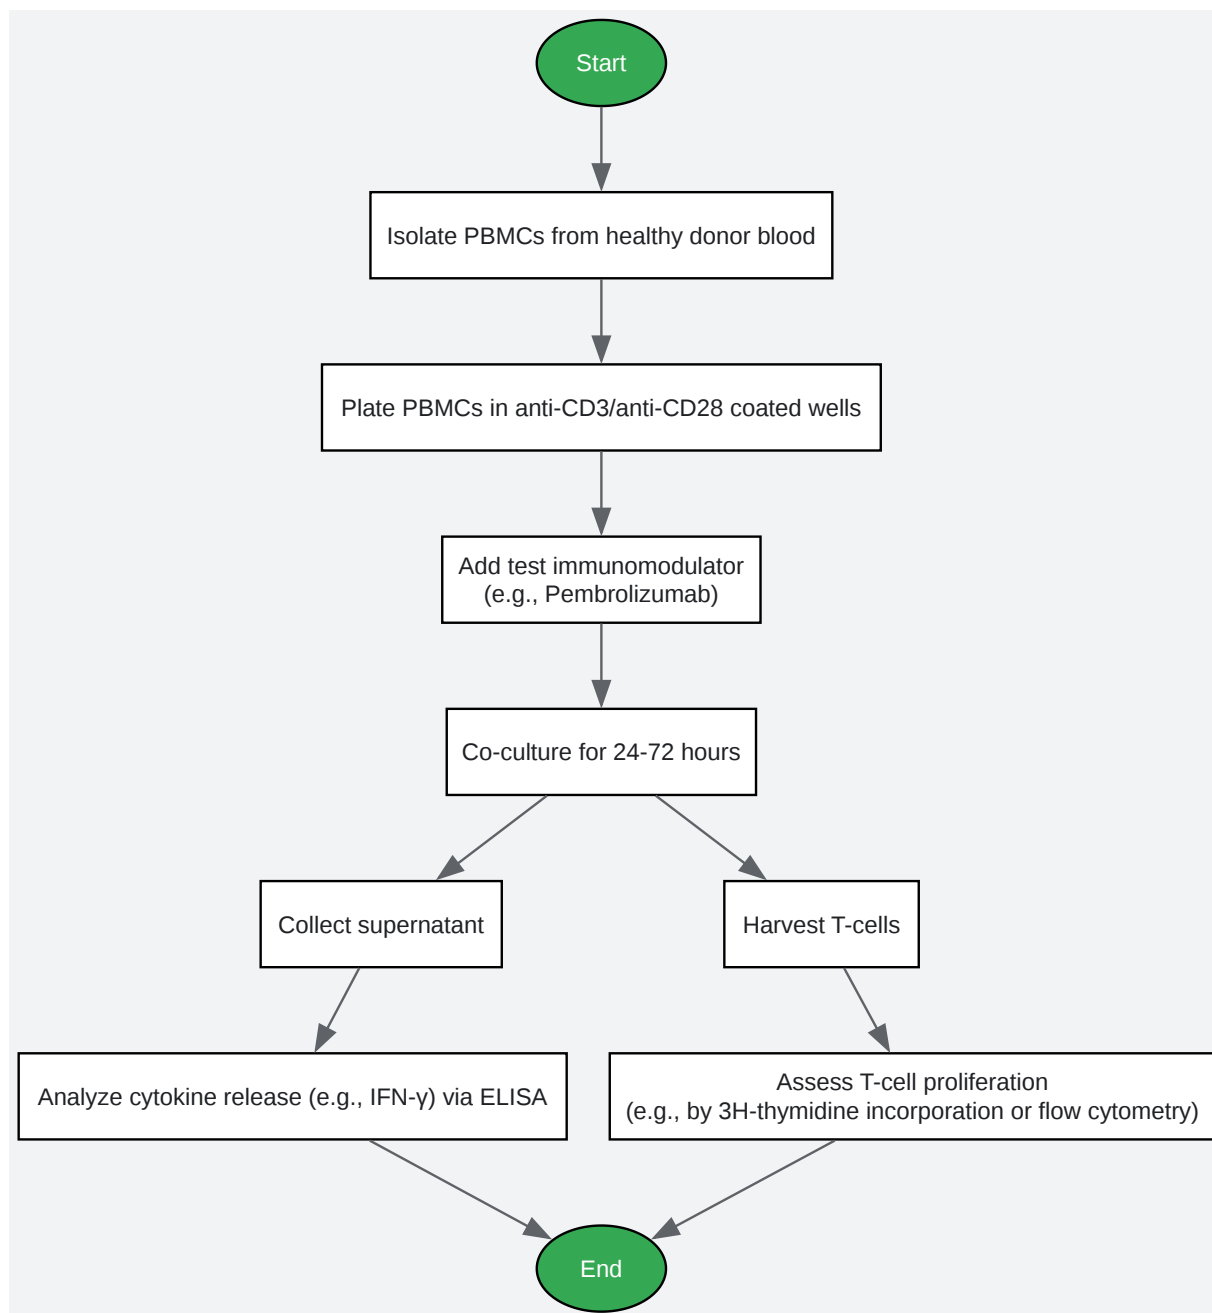 Start
Isolate PBMCs from healthy donor blood
Plate PBMCs in anti-CD3/anti-CD28 coated wells
Add test immunomodulator
(e.g., Pembrolizumab)
Co-culture for 24-72 hours
Collect supernatant
Harvest T-cells
Analyze cytokine release (e.g., IFN-γ) via ELISA
Assess T-cell proliferation
(e.g., by 3H-thymidine incorporation or flow cytometry)
End